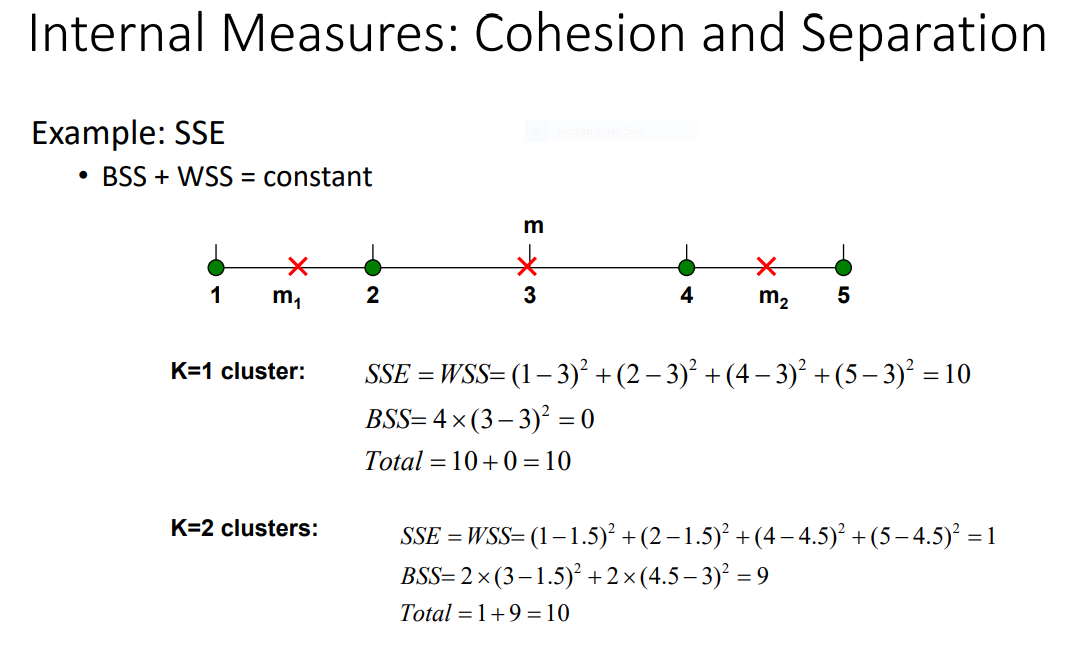 Internal Measures: Cohesion and Separation
Rectangular Snip
Example: SSE
• BSS + WSS = constant
m
1 m₁ 2 3 4 m₂ 5
K=1 cluster: SSE = WSS= (1−3)² + (2−3)² + (4−3)² + (5−3)² = 10
BSS= 4×(3−3)² = 0
Total = 10+0 = 10
K=2 clusters: SSE = WSS= (1−1.5)² + (2−1.5)² + (4−4.5)² + (5−4.5)² = 1
BSS= 2×(3−1.5)² + 2×(4.5−3)² = 9
Total = 1+9 = 10